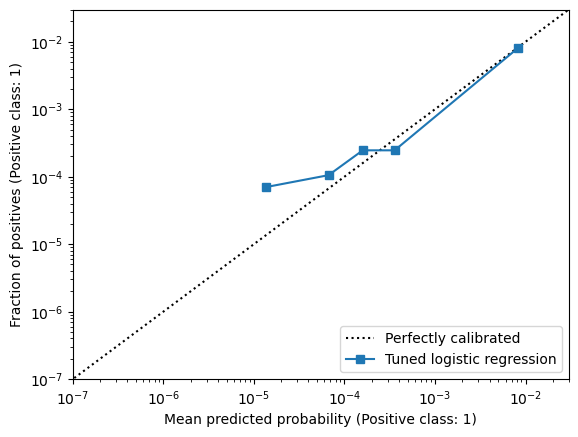 10⁻²
10⁻³
10⁻⁴
10⁻⁵
10⁻⁶
10⁻⁷
Fraction of positives (Positive class: 1)
Perfectly calibrated
Tuned logistic regression
10⁻⁷ 10⁻⁶ 10⁻⁵ 10⁻⁴ 10⁻³ 10⁻²
Mean predicted probability (Positive class: 1)